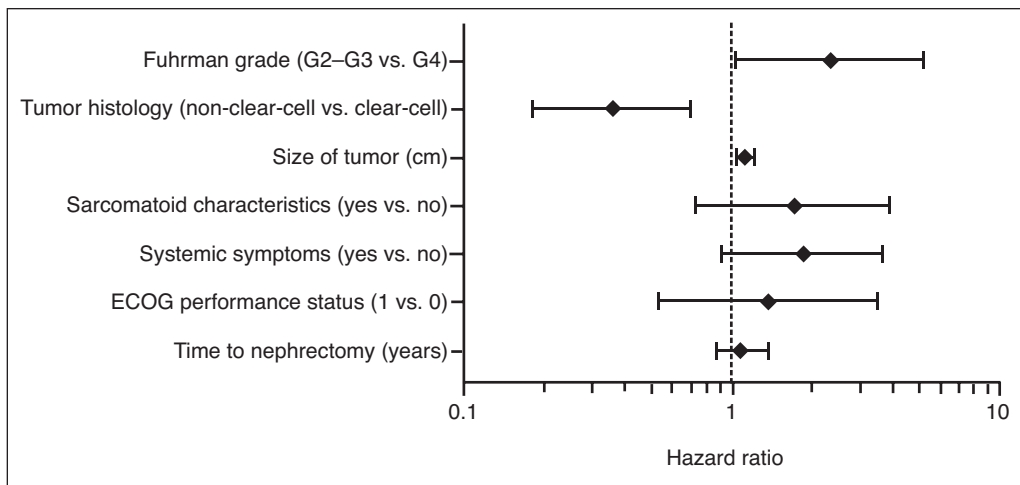 Fuhrman grade (G2–G3 vs. G4)
Tumor histology (non-clear-cell vs. clear-cell)
Size of tumor (cm)
Sarcomatoid characteristics (yes vs. no)
Systemic symptoms (yes vs. no)
ECOG performance status (1 vs. 0)
Time to nephrectomy (years)
0.1 1 10
Hazard ratio